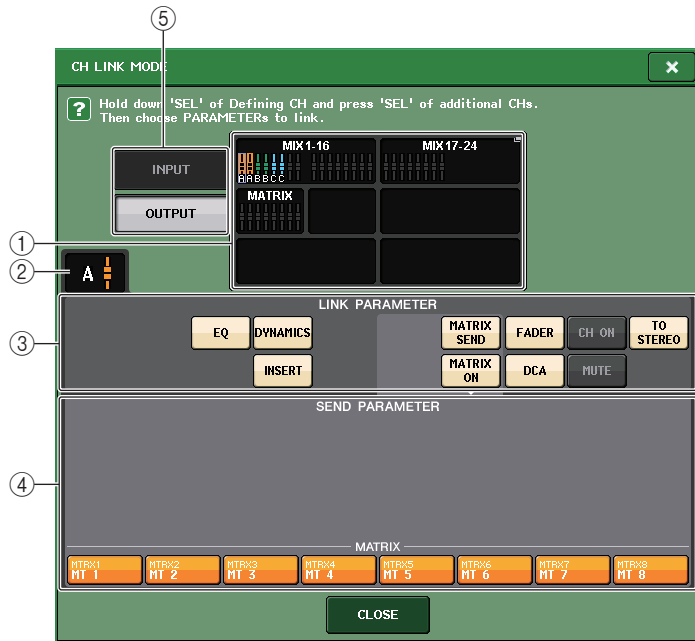 ⑤
CH LINK MODE
?
Hold down 'SEL' of Defining CH and press 'SEL' of additional CHs.
Then choose PARAMETERs to link.
INPUT
OUTPUT
MIX1-16
MIX17-24
AABBCC
MATRIX
①
②
A
③
LINK PARAMETER
EQ
DYNAMICS
MATRIX
SEND
FADER
CH ON
TO
STEREO
INSERT
MATRIX
ON
DCA
MUTE
④
SEND PARAMETER
MATRIX
MTRX1
MT 1
MTRX2
MT 2
MTRX3
MT 3
MTRX4
MT 4
MTRX5
MT 5
MTRX6
MT 6
MTRX7
MT 7
MTRX8
MT 8
CLOSE